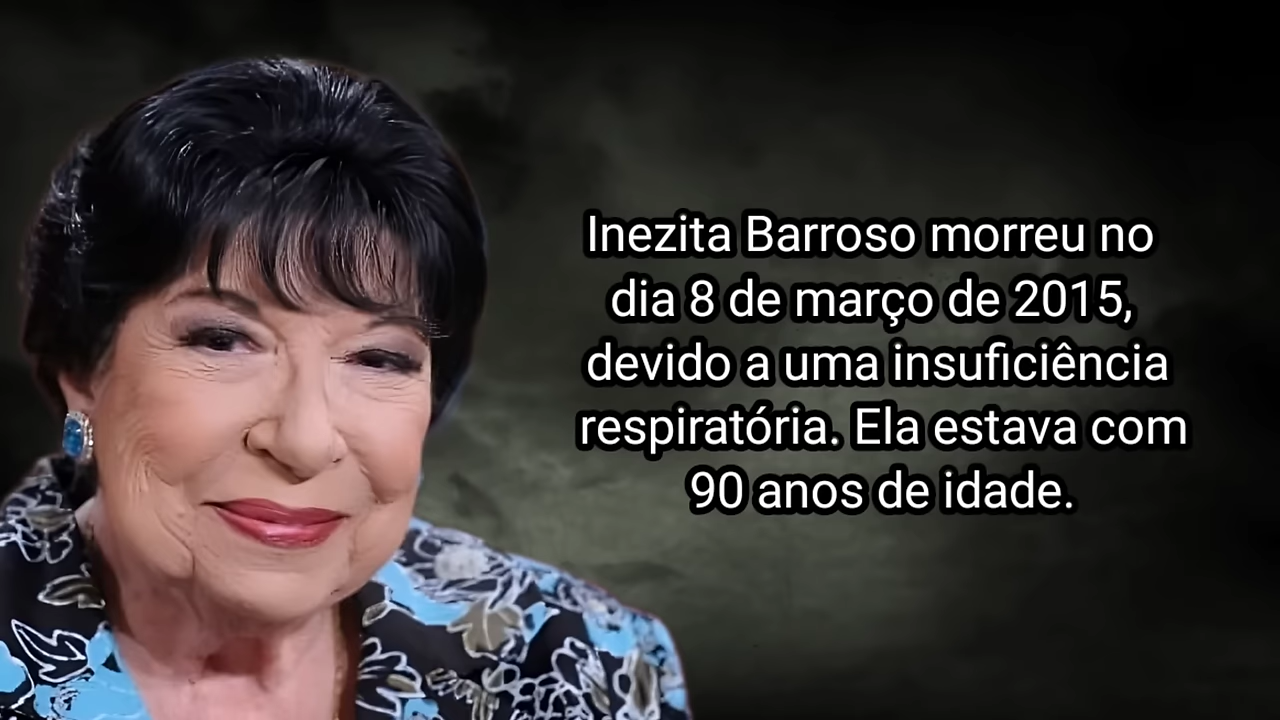 Inezita Barroso morreu no
dia 8 de março de 2015,
devido a uma insuficiência
respiratória. Ela estava com
90 anos de idade.